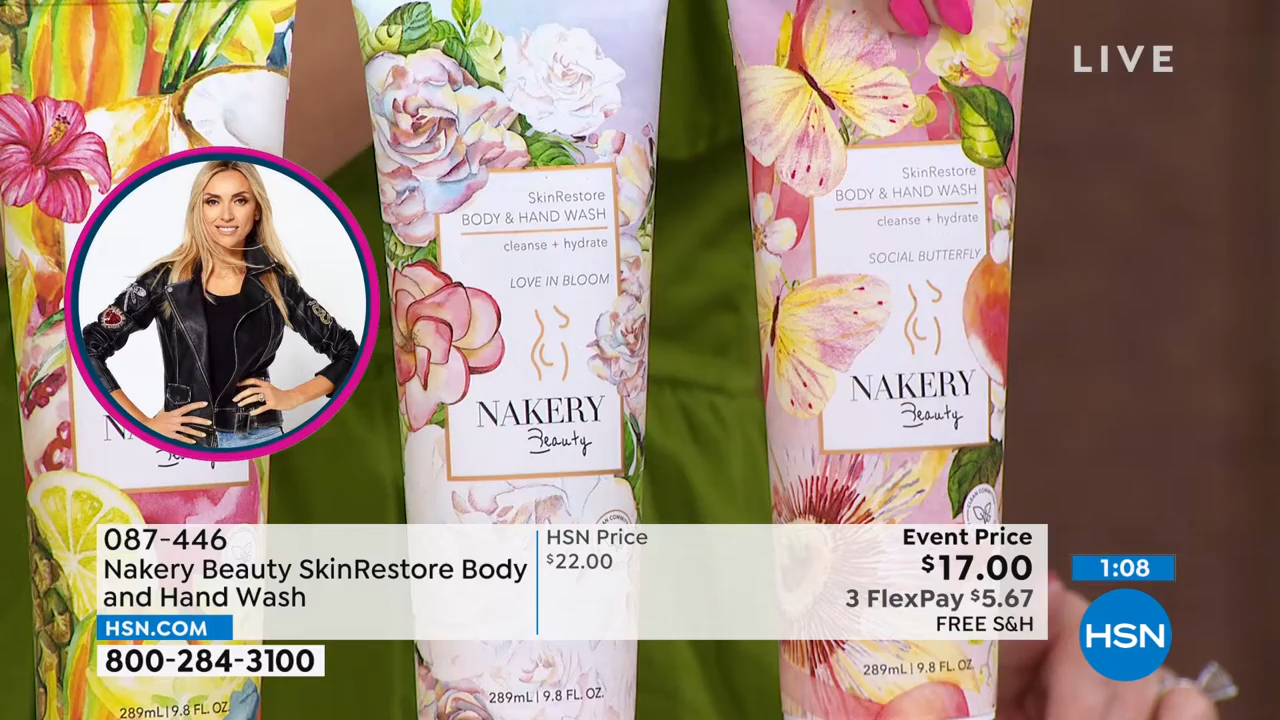 LIVE
SkinRestore
BODY & HAND WASH
cleanse + hydrate
LOVE IN BLOOM
NAKERY
Beauty
SkinRestore
BODY & HAND WASH
cleanse + hydrate
SOCIAL BUTTERFLY
NAKERY
Beauty
087-446
Nakery Beauty SkinRestore Body
and Hand Wash
HSN.COM
800-284-3100
HSN Price
$22.00
Event Price
$17.00
3 FlexPay $5.67
FREE S&H
1:08
HSN
289mL | 9.8 FL. OZ.
289mL | 9.8 FL. OZ.
289mL | 9.8 FL. OZ.